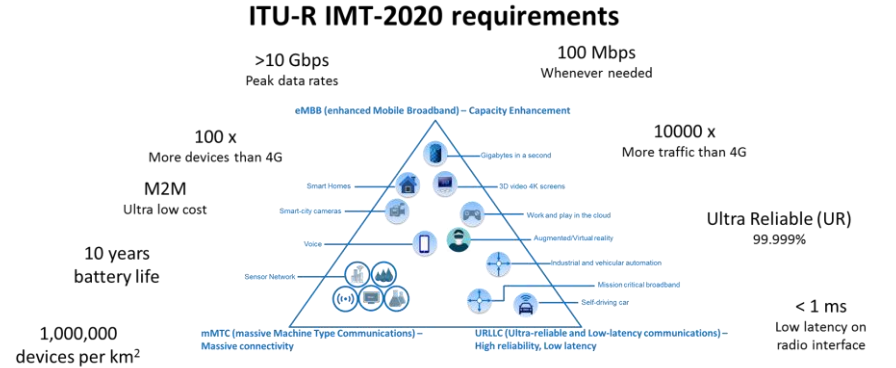 ITU-R IMT-2020 requirements
>10 Gbps
Peak data rates
100 Mbps
Whenever needed
eMBB (enhanced Mobile Broadband) – Capacity Enhancement
100 x
More devices than 4G
10000 x
More traffic than 4G
Gigabytes in a second
M2M
Ultra low cost
Smart Homes
3D video 4K screens
Smart-city cameras
Work and play in the cloud
Ultra Reliable (UR)
99.999%
Voice
Augmented/Virtual reality
10 years
battery life
Industrial and vehicular automation
Sensor Network
Mission critical broadband
Self-driving car
< 1 ms
Low latency on
radio interface
1,000,000
devices per km²
mMTC (massive Machine Type Communications) –
Massive connectivity
URLLC (Ultra-reliable and Low-latency communications) –
High reliability, Low latency